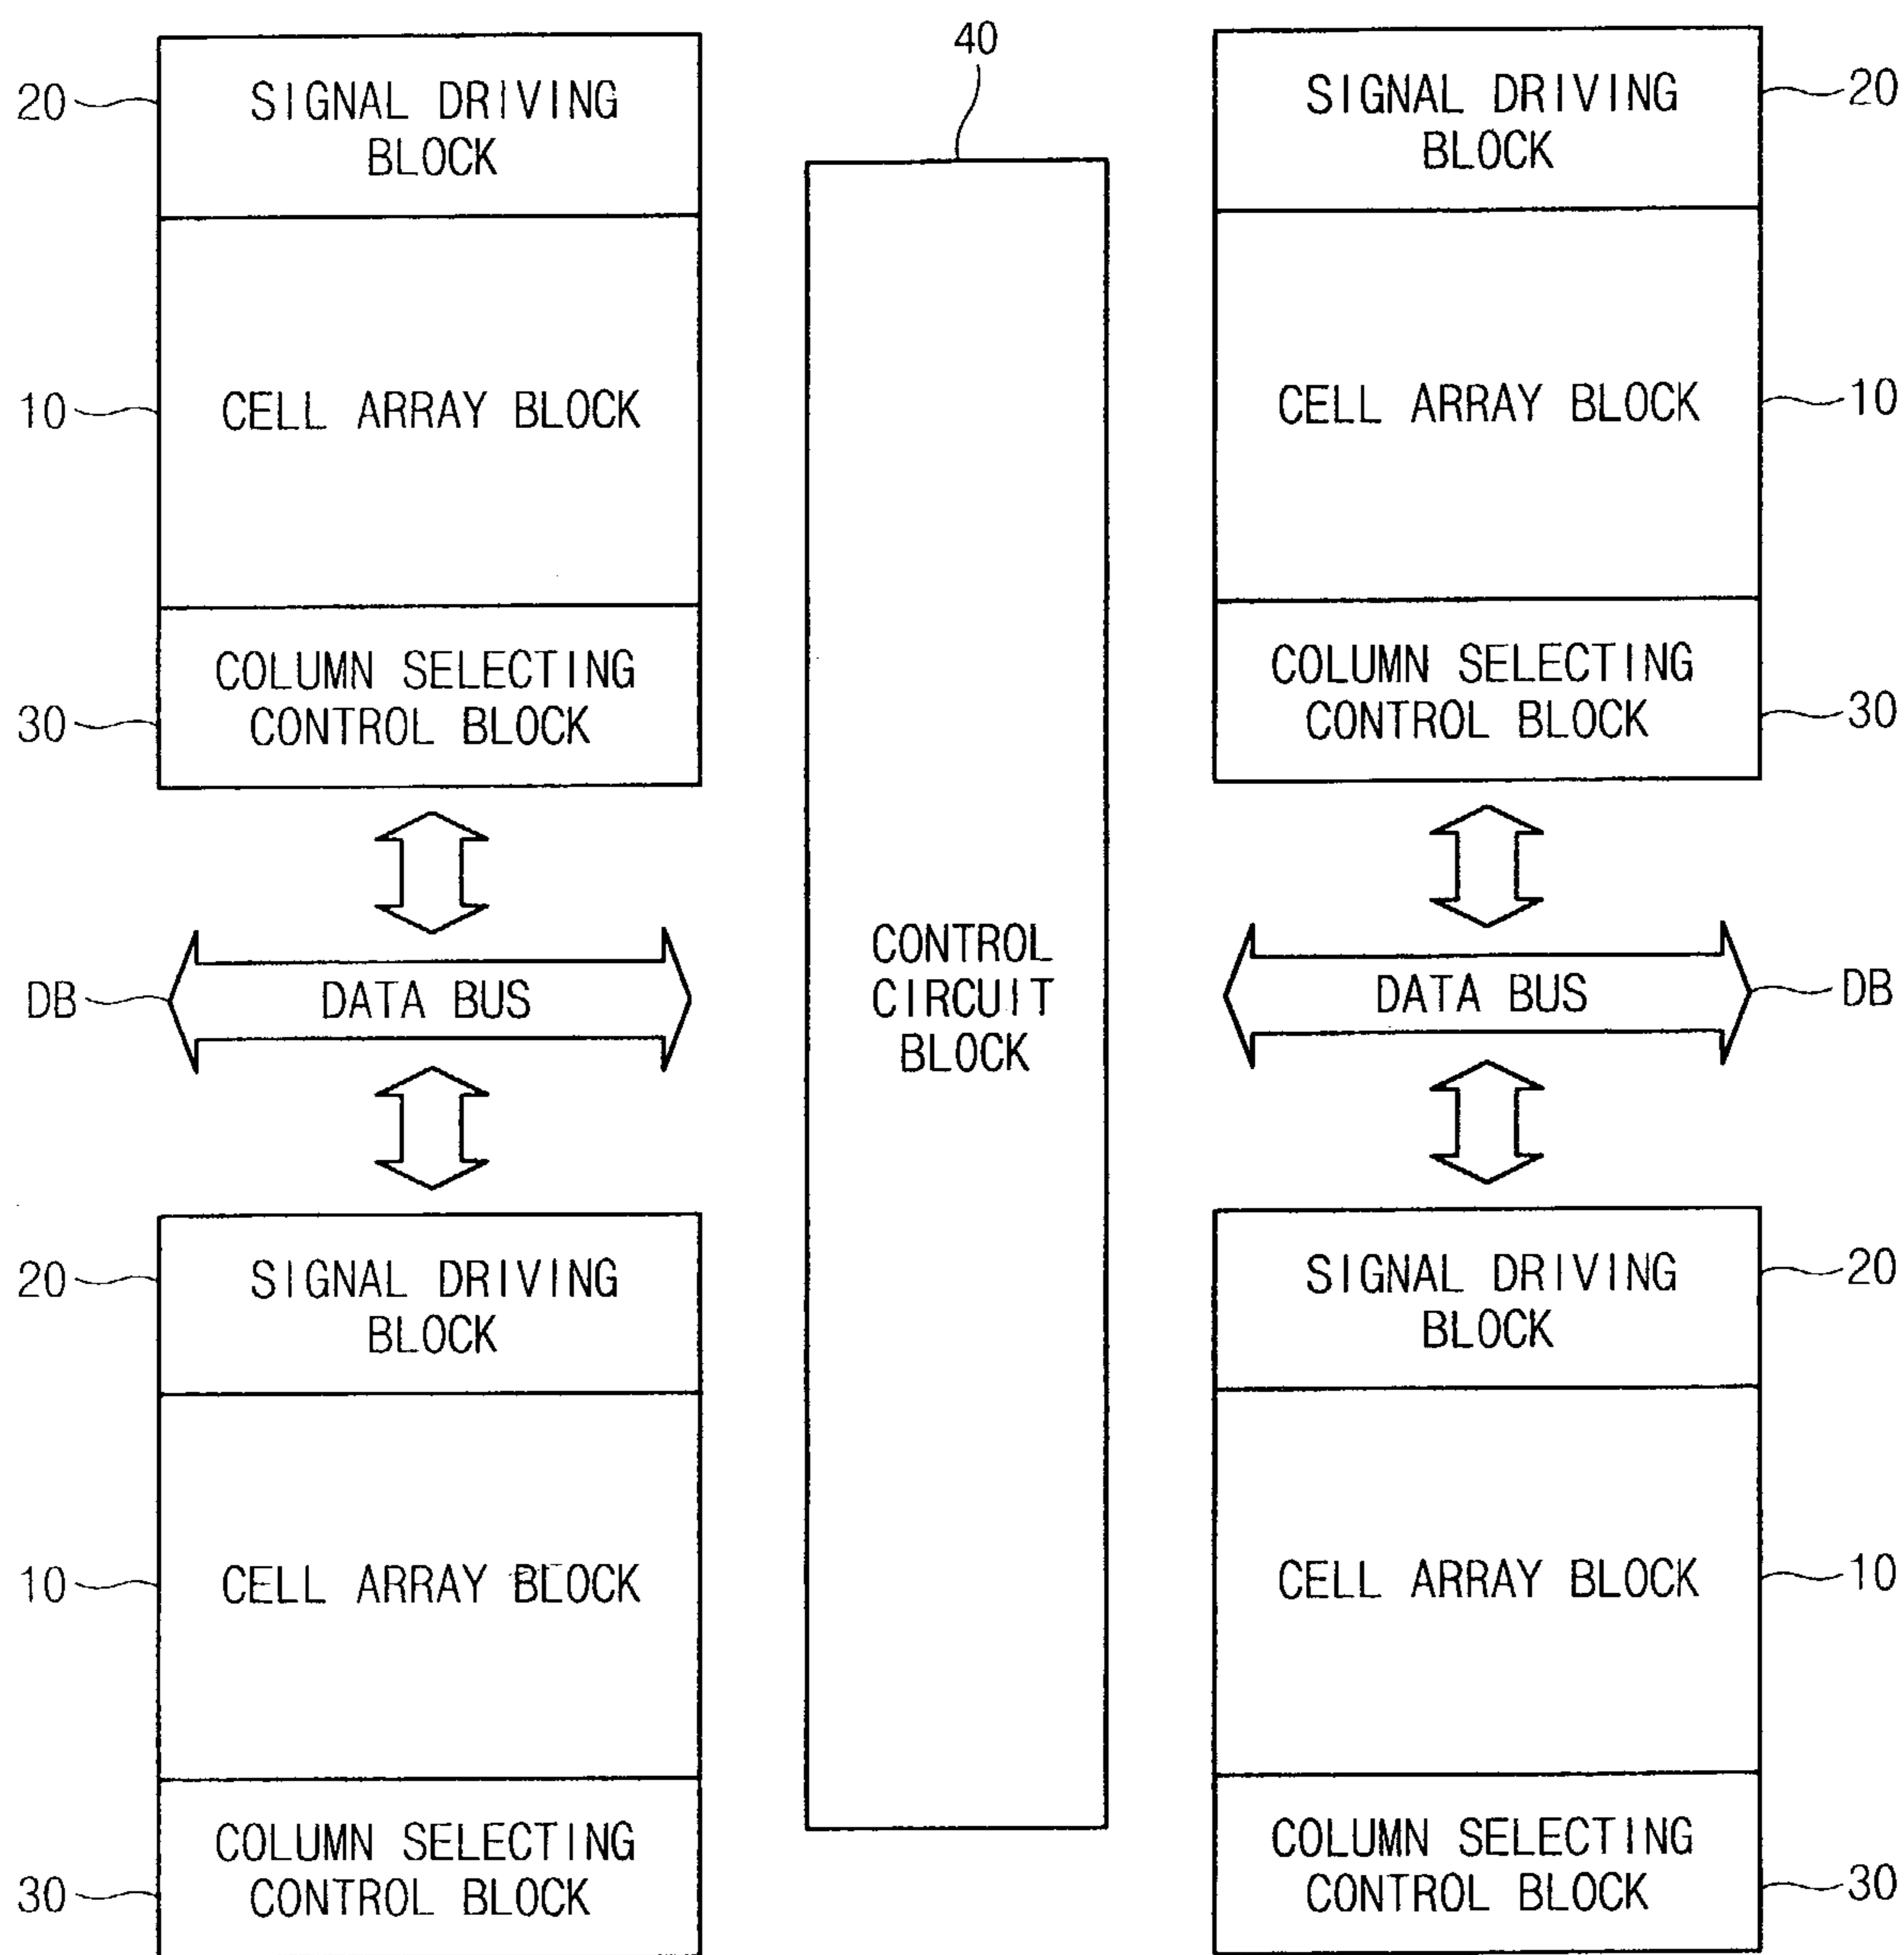 40
20
SIGNAL DRIVING
BLOCK
10
CELL ARRAY BLOCK
30
COLUMN SELECTING
CONTROL BLOCK
DB
DATA BUS
20
SIGNAL DRIVING
BLOCK
10
CELL ARRAY BLOCK
30
COLUMN SELECTING
CONTROL BLOCK
CONTROL
CIRCUIT
BLOCK
SIGNAL DRIVING
BLOCK
20
CELL ARRAY BLOCK
10
COLUMN SELECTING
CONTROL BLOCK
30
DATA BUS
DB
SIGNAL DRIVING
BLOCK
20
CELL ARRAY BLOCK
10
COLUMN SELECTING
CONTROL BLOCK
30